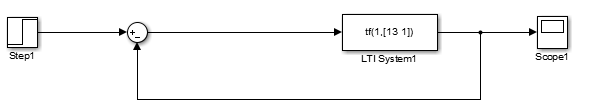 tf(1,[13 1])
Step1
LTI System1
Scope1